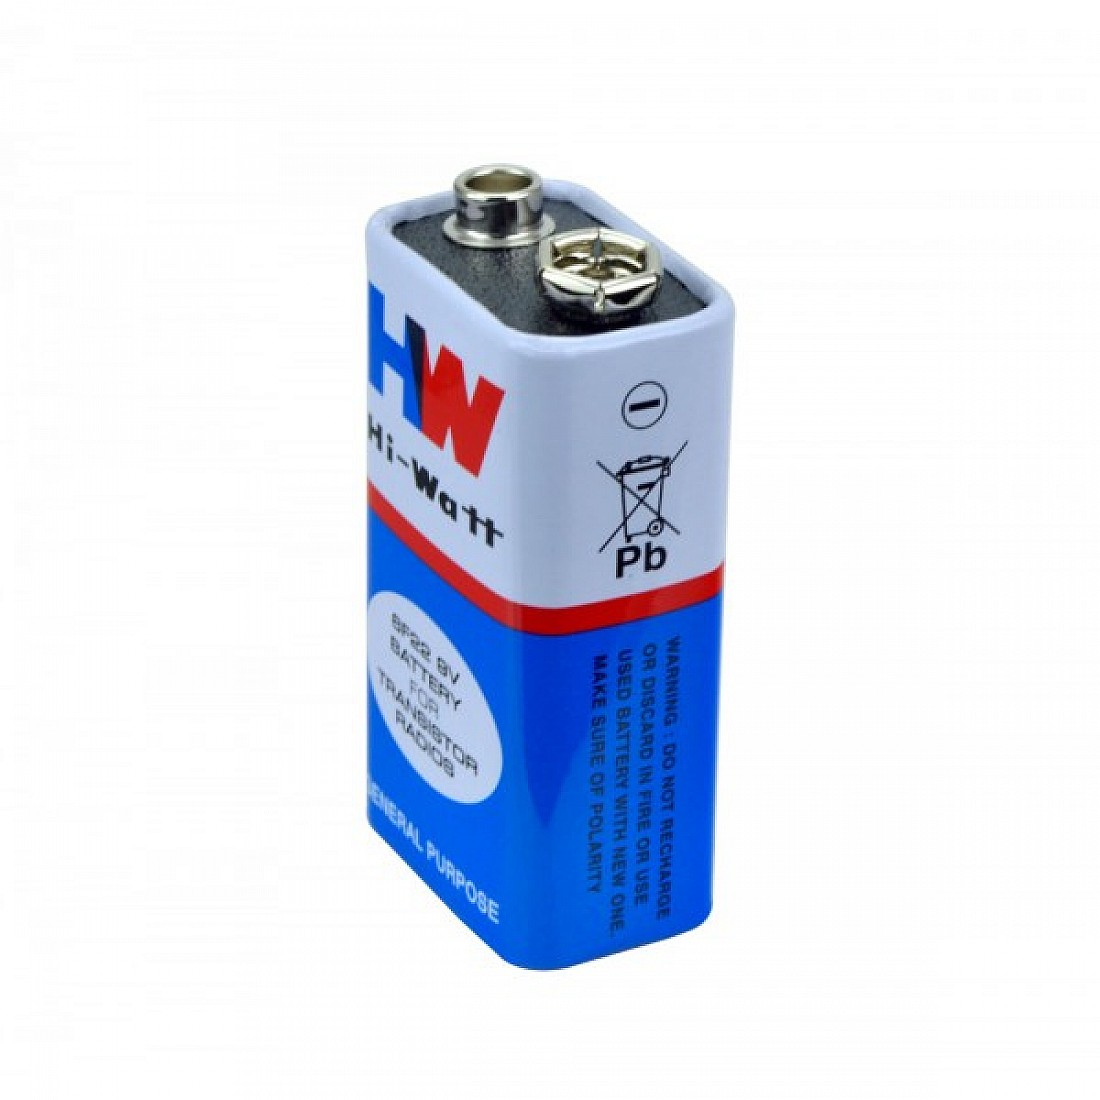 HW
Hi-Watt
6F22 9V
BATTERY
FOR
TRANSISTOR
RADIOS
GENERAL PURPOSE
Pb
WARNING : DO NOT RECHARGE
OR DISCARD IN FIRE OR USE
USED BATTERY WITH NEW ONE.
MAKE SURE OF POLARITY